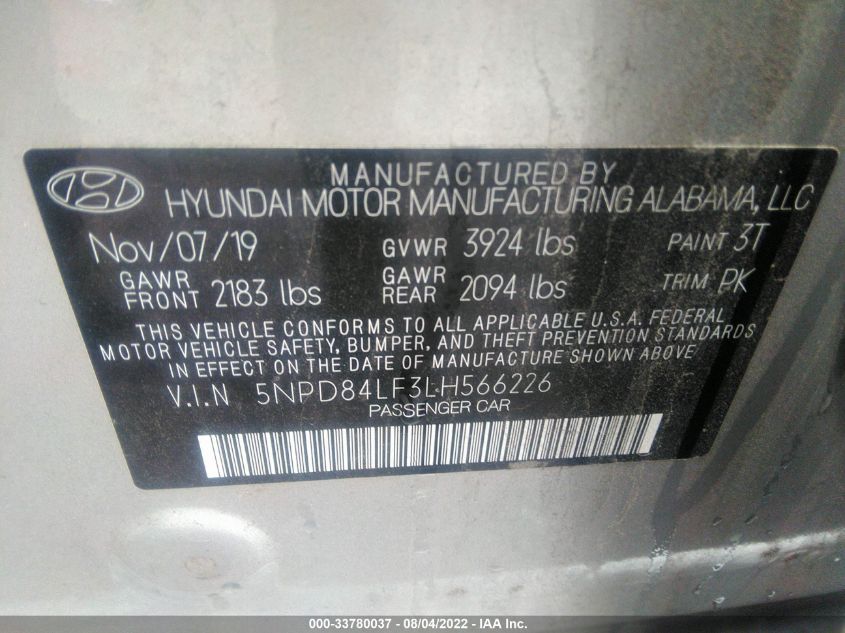 MANUFACTURED BY
HYUNDAI MOTOR MANUFACTURING ALABAMA, LLC
Nov/07/19 GVWR 3924 lbs PAINT 3T
GAWR FRONT 2183 lbs GAWR REAR 2094 lbs TRIM PK
THIS VEHICLE CONFORMS TO ALL APPLICABLE U.S.A. FEDERAL
MOTOR VEHICLE SAFETY, BUMPER, AND THEFT PREVENTION STANDARDS
IN EFFECT ON THE DATE OF MANUFACTURE SHOWN ABOVE
V.I.N 5NPD84LF3LH566226
PASSENGER CAR
000-33780037 - 08/04/2022 - IAA Inc.